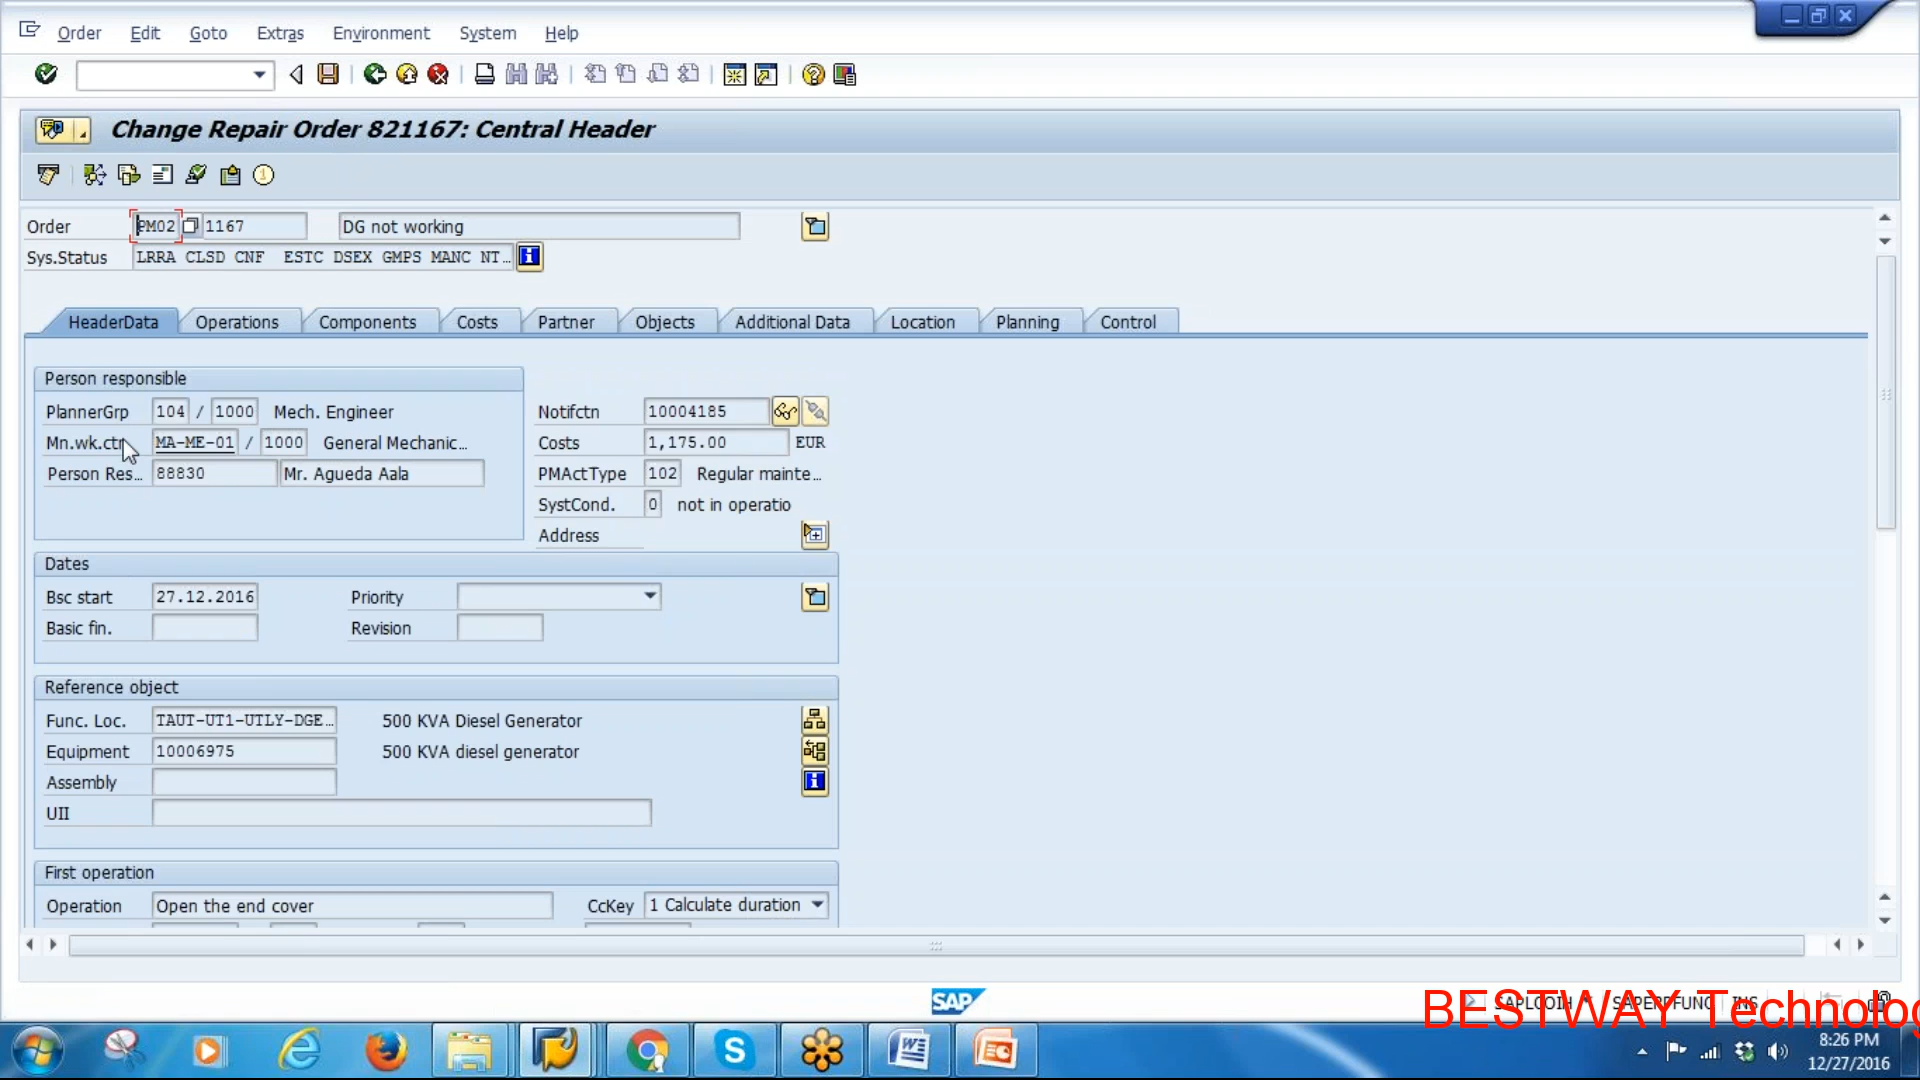 Order Edit Goto Extras Environment System Help
Change Repair Order 821167: Central Header
Order PM02 1167 DG not working
Sys.Status LRRA CLSD CNF ESTC DSEX GMPS MANC NT…
HeaderData Operations Components Costs Partner Objects Additional Data Location Planning Control
Person responsible
PlannerGrp 104 / 1000 Mech. Engineer Notifctn 10004185
Mn.wk.ctr MA-ME-01 / 1000 General Mechanic… Costs 1,175.00 EUR
Person Res… 88830 Mr. Agueda Aala PMActType 102 Regular mainte…
SystCond. 0 not in operatio
Address
Dates
Bsc start 27.12.2016 Priority
Basic fin. Revision
Reference object
Func. Loc. TAUT-UT1-UTLY-DGE… 500 KVA Diesel Generator
Equipment 10006975 500 KVA diesel generator
Assembly
UII
First operation
Operation Open the end cover CcKey 1 Calculate duration
SAP
BESTWAY Technolog
8:26 PM
12/27/2016